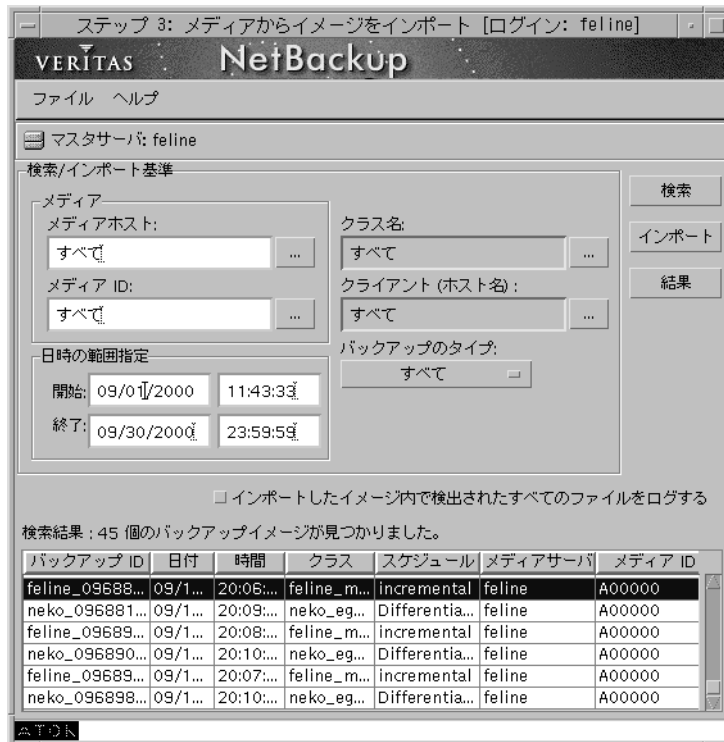 ステップ 3: メディアからイメージをインポート [ログイン: feline]
VERITAS NetBackup
ファイル ヘルプ
マスタサーバ: feline
検索/インポート基準
メディア
メディアホスト:
すべて ...
メディア ID:
すべて ...
クラス名:
すべて ...
クライアント (ホスト名) :
すべて ...
検索
インポート
結果
日時の範囲指定
開始: 09/01/2000 11:43:33
終了: 09/30/2000 23:59:59
バックアップのタイプ:
すべて
インポートしたイメージ内で検出されたすべてのファイルをログする
検索結果 : 45 個のバックアップイメージが見つかりました。
バックアップ ID 日付 時間 クラス スケジュール メディアサーバ メディア ID
feline_09688... 09/1... 20:06:... feline_m... incremental feline A00000
neko_096881... 09/1... 20:09:... neko_eg... Differentia... feline A00000
feline_09689... 09/1... 20:08:... feline_m... incremental feline A00000
neko_096890... 09/1... 20:10:... neko_eg... Differentia... feline A00000
feline_09689... 09/1... 20:07:... feline_m... incremental feline A00000
neko_096898... 09/1... 20:10:... neko_eg... Differentia... feline A00000
ATOK